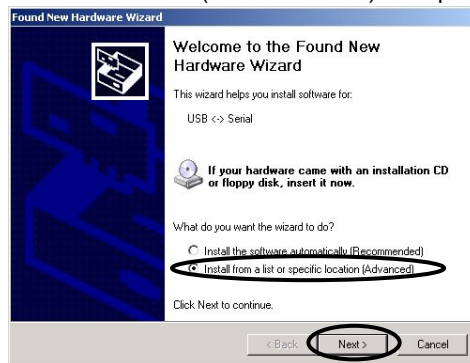 Found New Hardware Wizard
Welcome to the Found New
Hardware Wizard
This wizard helps you install software for:
USB <-> Serial
If your hardware came with an installation CD
or floppy disk, insert it now.
What do you want the wizard to do?
Install the software automatically (Recommended)
Install from a list or specific location (Advanced)
Click Next to continue.
< Back
Next >
Cancel